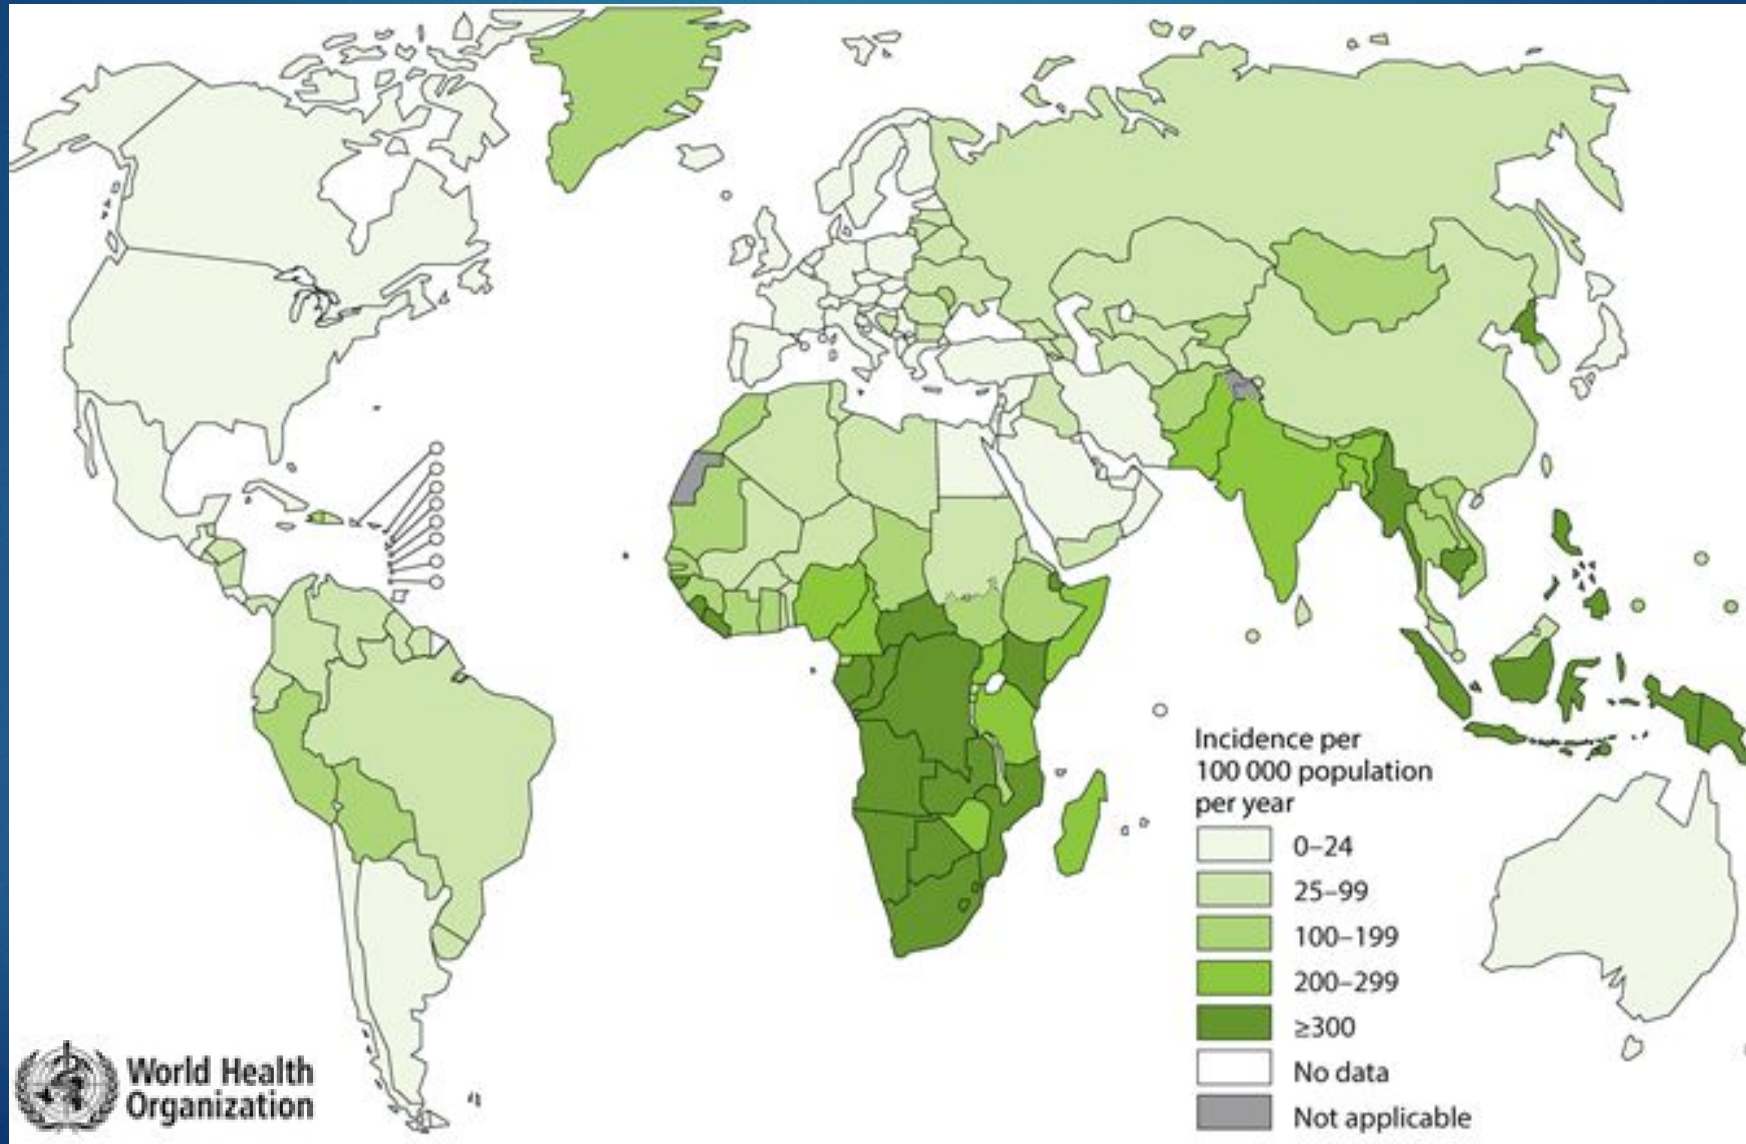 Incidence per
100 000 population
per year
0–24
25–99
100–199
200–299
≥300
No data
Not applicable
World Health
Organization